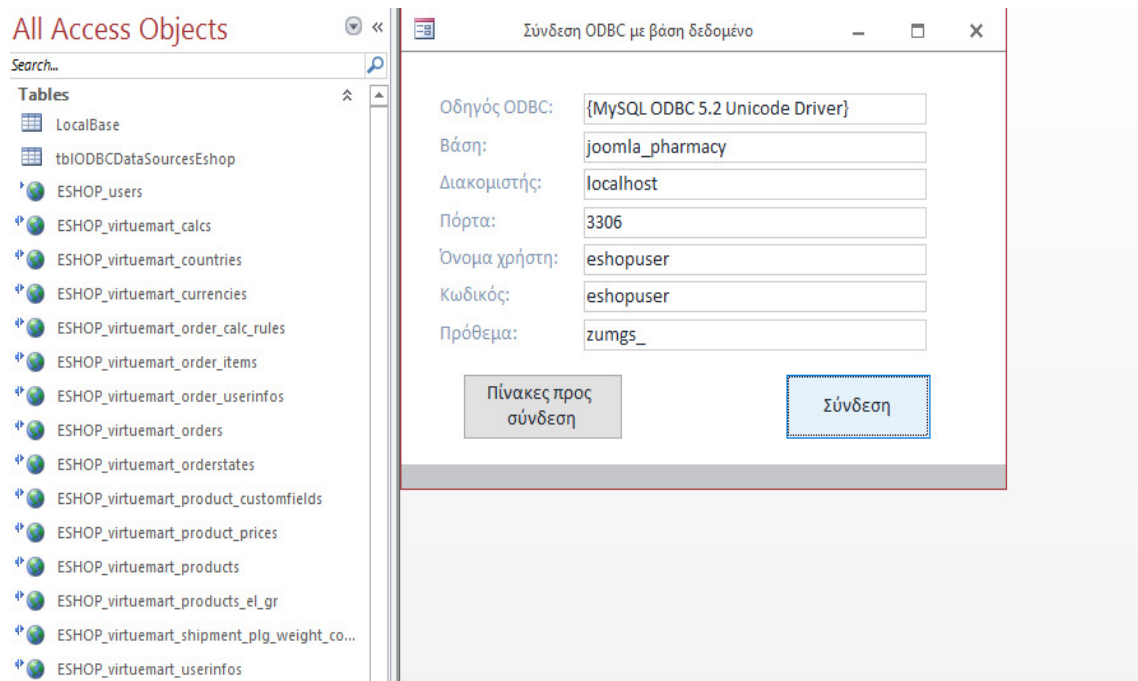 All Access Objects
Search...
Tables
LocalBase
tblODBCDataSourcesEshop
ESHOP_users
ESHOP_virtuemart_calcs
ESHOP_virtuemart_countries
ESHOP_virtuemart_currencies
ESHOP_virtuemart_order_calc_rules
ESHOP_virtuemart_order_items
ESHOP_virtuemart_order_userinfos
ESHOP_virtuemart_orders
ESHOP_virtuemart_orderstates
ESHOP_virtuemart_product_customfields
ESHOP_virtuemart_product_prices
ESHOP_virtuemart_products
ESHOP_virtuemart_products_el_gr
ESHOP_virtuemart_shipment_plg_weight_co...
ESHOP_virtuemart_userinfos
Σύνδεση ODBC με βάση δεδομένο
Οδηγός ODBC: {MySQL ODBC 5.2 Unicode Driver}
Βάση: joomla_pharmacy
Διακομιστής: localhost
Πόρτα: 3306
Όνομα χρήστη: eshopuser
Κωδικός: eshopuser
Πρόθεμα: zumgs_
Πίνακες προς
σύνδεση
Σύνδεση